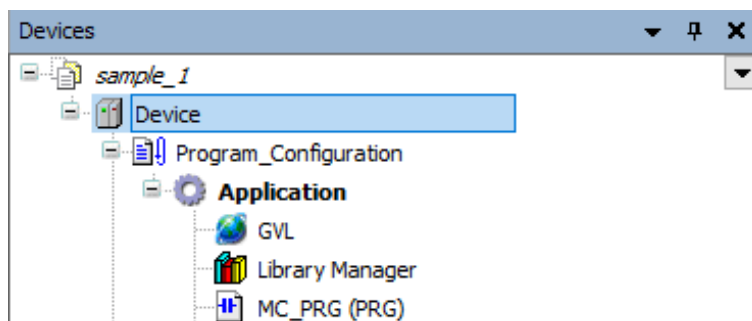 Devices
sample_1
Device
Program_Configuration
Application
GVL
Library Manager
MC_PRG (PRG)